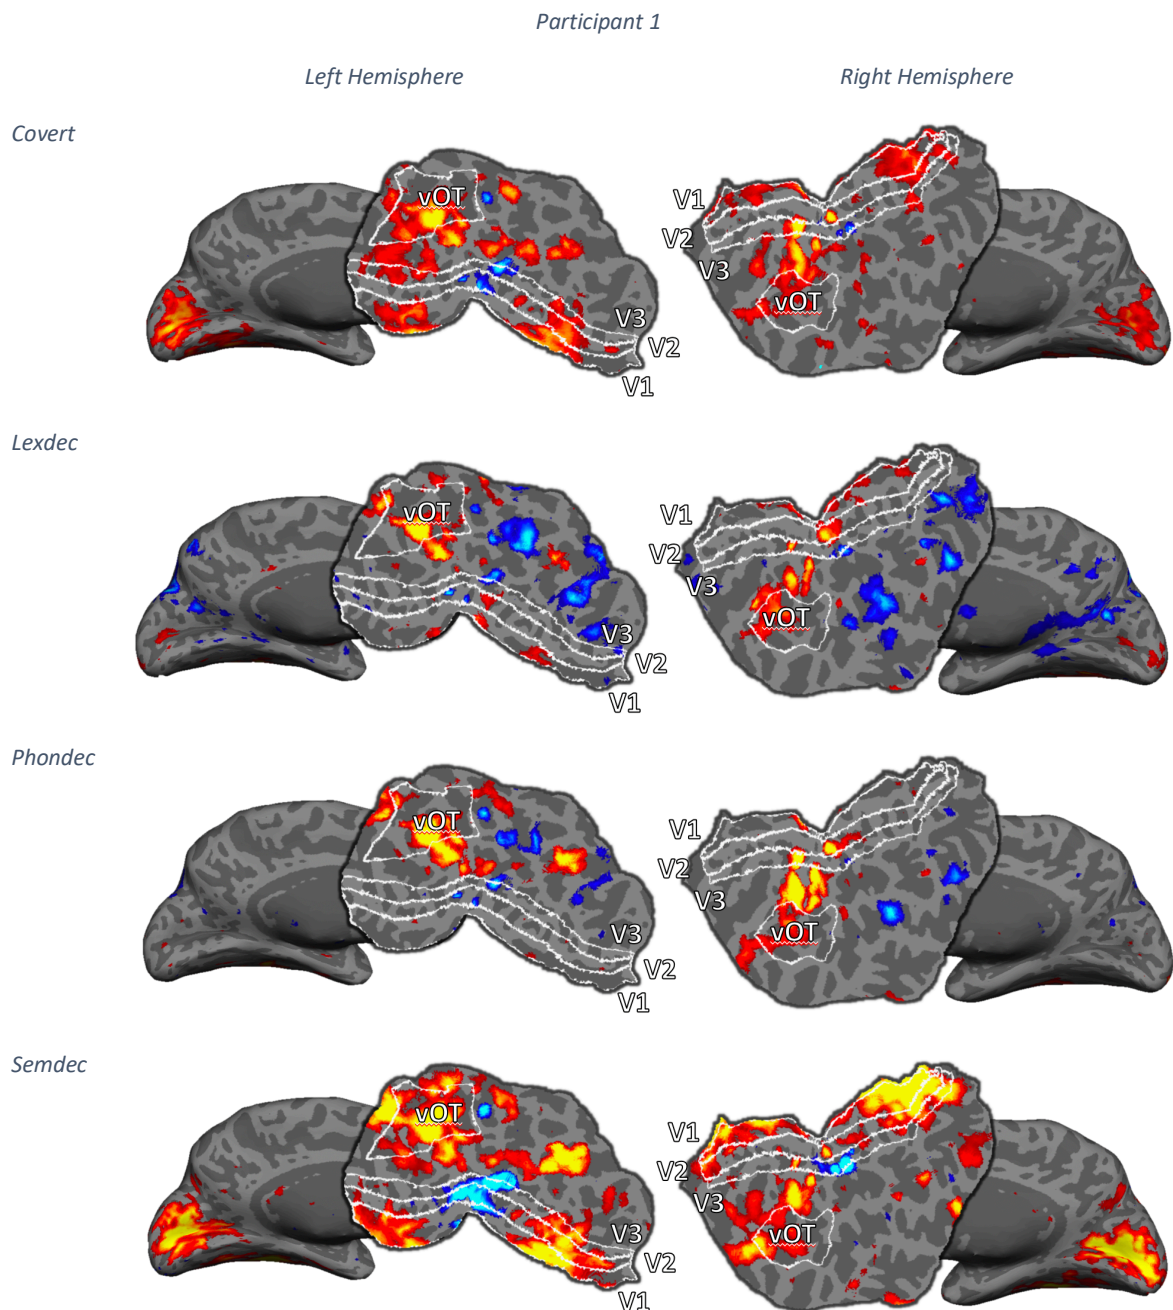 Participant 1
Left Hemisphere
Right Hemisphere
Covert
vOT
V3
V2
V1
V1
V2
V3
vOT
Lexdec
vOT
V3
V2
V1
V1
V2
V3
vOT
Phondec
vOT
V3
V2
V1
V1
V2
V3
vOT
Semdec
vOT
V3
V2
V1
V1
V2
V3
vOT